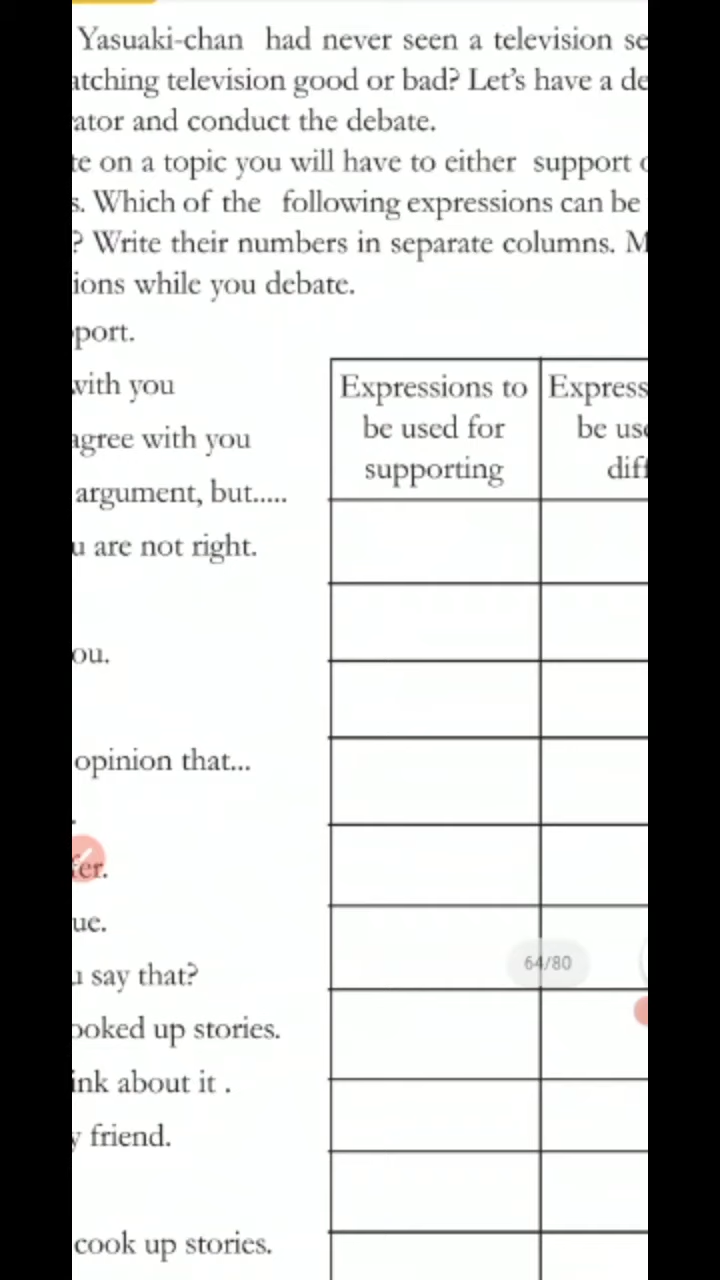 Yasuaki-chan had never seen a television se
atching television good or bad? Let's have a de
rator and conduct the debate.
te on a topic you will have to either support o
s. Which of the following expressions can be
? Write their numbers in separate columns. M
ions while you debate.
port.
with you
agree with you
argument, but.....
u are not right.
ou.
opinion that...
fer.
ue.
u say that?
ooked up stories.
ink about it .
y friend.
cook up stories.
Expressions to
be used for
supporting
Express
be use
diff
64/80